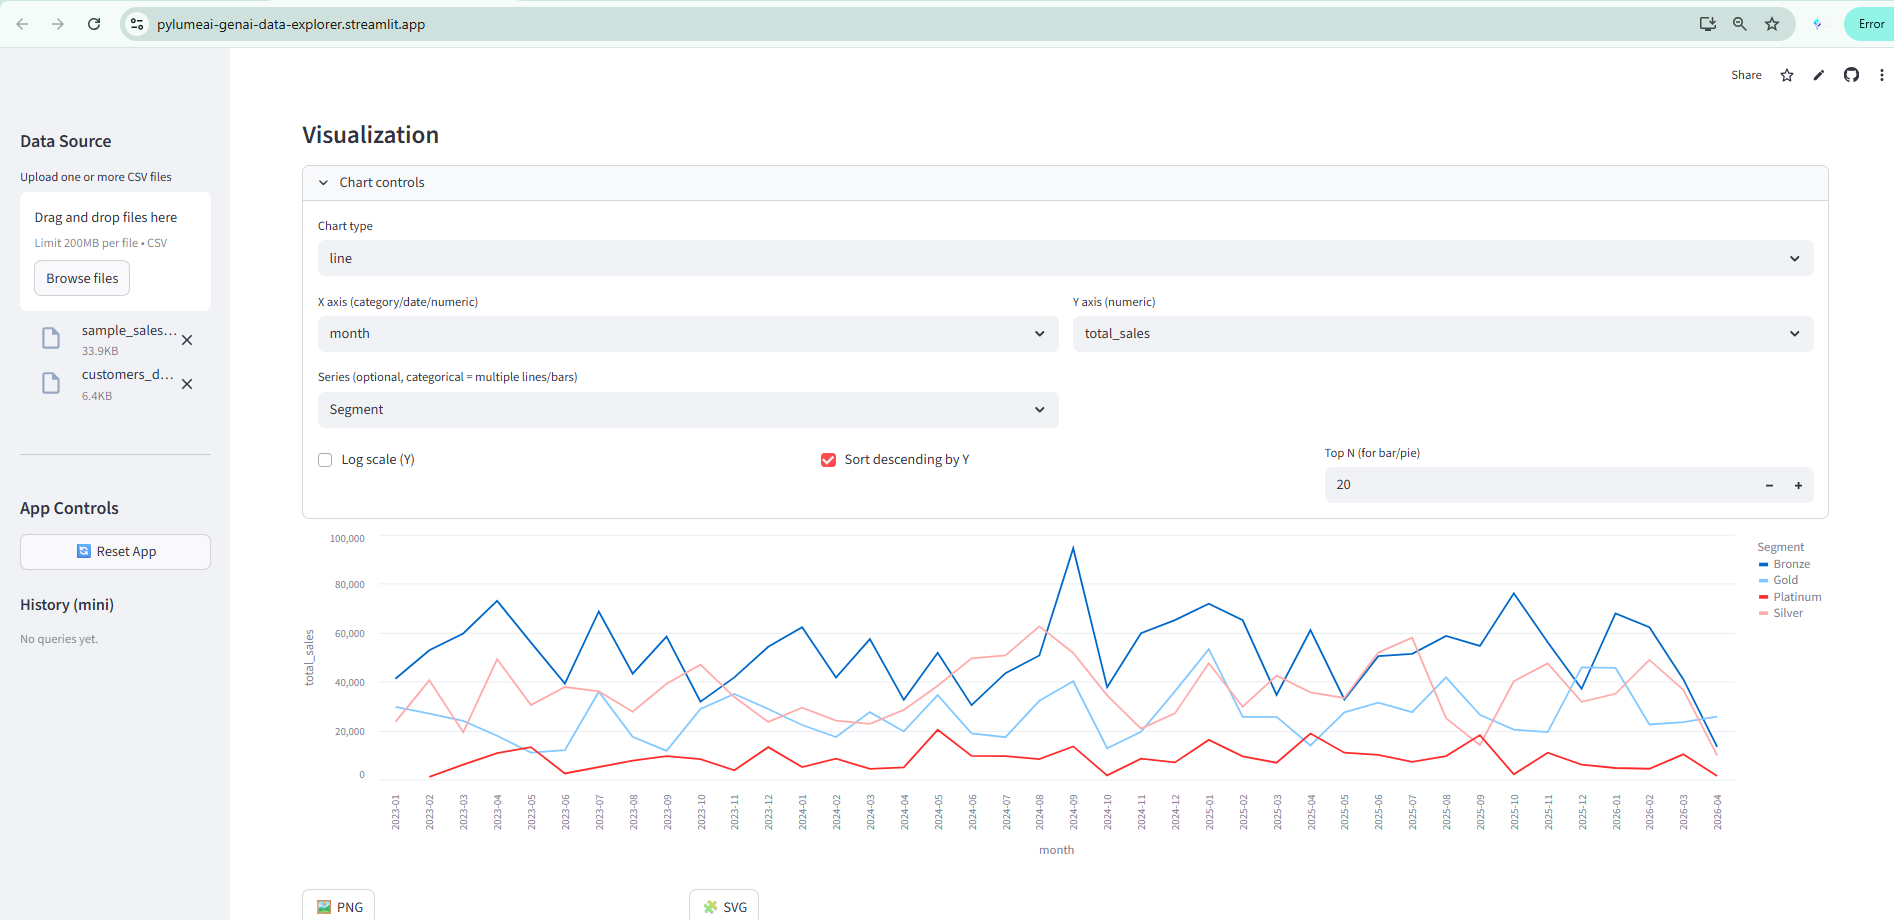 pylumeai-genai-data-explorer.streamlit.app
Error
Share
Data Source
Upload one or more CSV files
Drag and drop files here
Limit 200MB per file • CSV
Browse files
sample_sales...
33.9KB
customers_d...
6.4KB
App Controls
Reset App
History (mini)
No queries yet.
Visualization
Chart controls
Chart type
line
X axis (category/date/numeric)
Y axis (numeric)
month
total_sales
Series (optional, categorical = multiple lines/bars)
Segment
Log scale (Y)
Sort descending by Y
Top N (for bar/pie)
20
100,000
80,000
60,000
40,000
20,000
0
total_sales
Segment
Bronze
Gold
Platinum
Silver
2023-01
2023-02
2023-03
2023-04
2023-05
2023-06
2023-07
2023-08
2023-09
2023-10
2023-11
2023-12
2024-01
2024-02
2024-03
2024-04
2024-05
2024-06
2024-07
2024-08
2024-09
2024-10
2024-11
2024-12
2025-01
2025-02
2025-03
2025-04
2025-05
2025-06
2025-07
2025-08
2025-09
2025-10
2025-11
2025-12
2026-01
2026-02
2026-03
2026-04
month
PNG
SVG